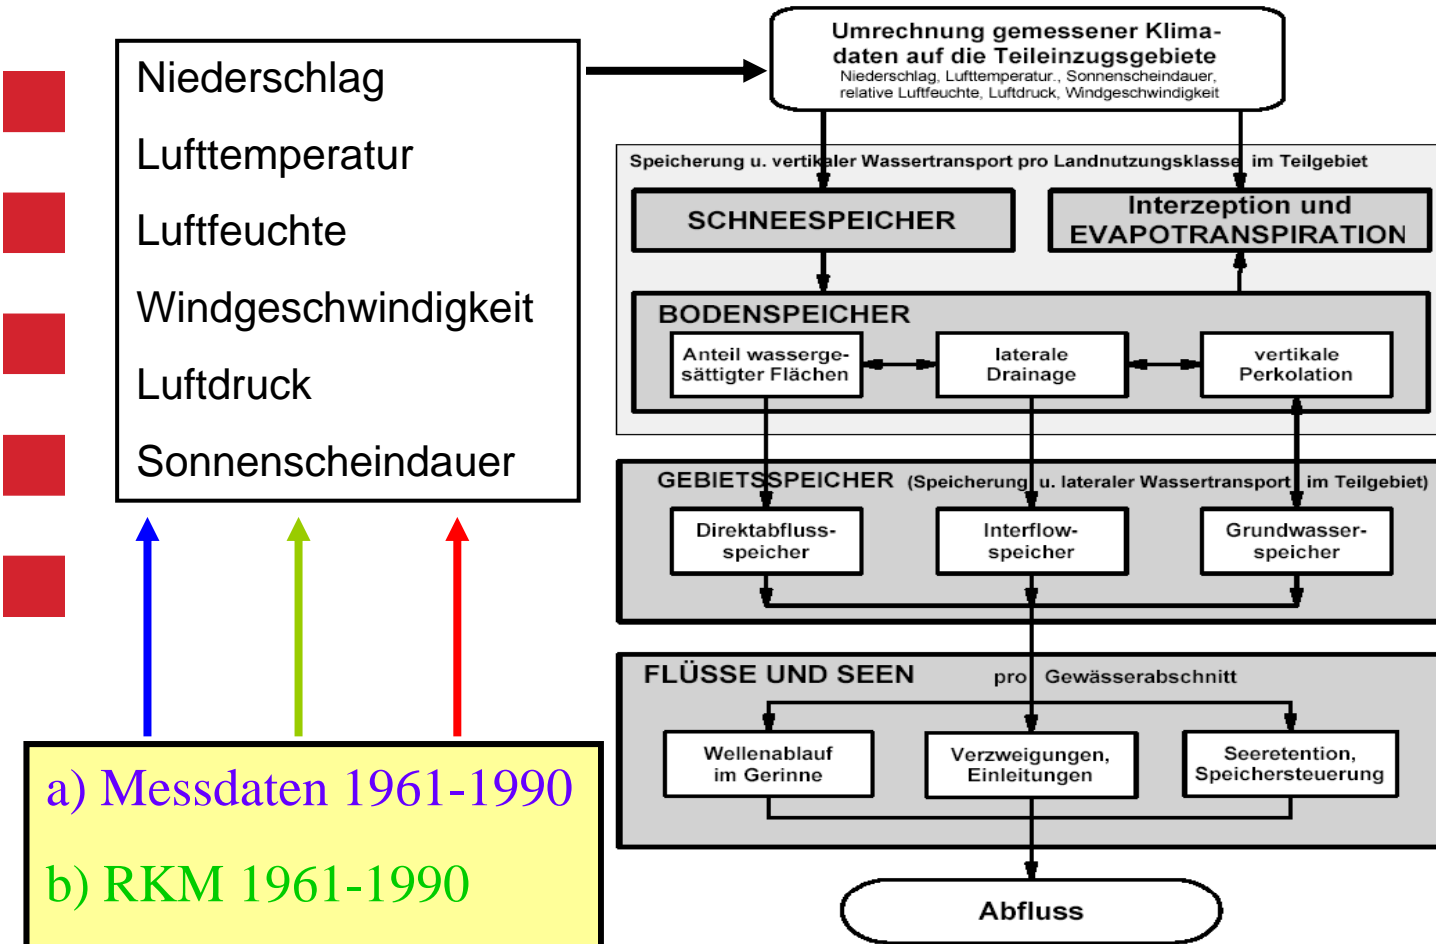 Niederschlag
Lufttemperatur
Luftfeuchte
Windgeschwindigkeit
Luftdruck
Sonnenscheindauer
a) Messdaten 1961-1990
b) RKM 1961-1990
Umrechnung gemessener Klima-
daten auf die Teileinzugsgebiete
Niederschlag, Lufttemperatur., Sonnenscheindauer,
relative Luftfeuchte, Luftdruck, Windgeschwindigkeit
Speicherung u. vertikaler Wassertransport pro Landnutzungsklasse im Teilgebiet
SCHNEESPEICHER
Interzeption und
EVAPOTRANSPIRATION
BODENSPEICHER
Anteil wasserge-
sättigter Flächen
laterale
Drainage
vertikale
Perkolation
GEBIETSSPEICHER (Speicherung u. lateraler Wassertransport im Teilgebiet)
Direktabfluss-
speicher
Interflow-
speicher
Grundwasser-
speicher
FLÜSSE UND SEEN pro Gewässerabschnitt
Wellenablauf
im Gerinne
Verzweigungen,
Einleitungen
Seeretention,
Speichersteuerung
Abfluss